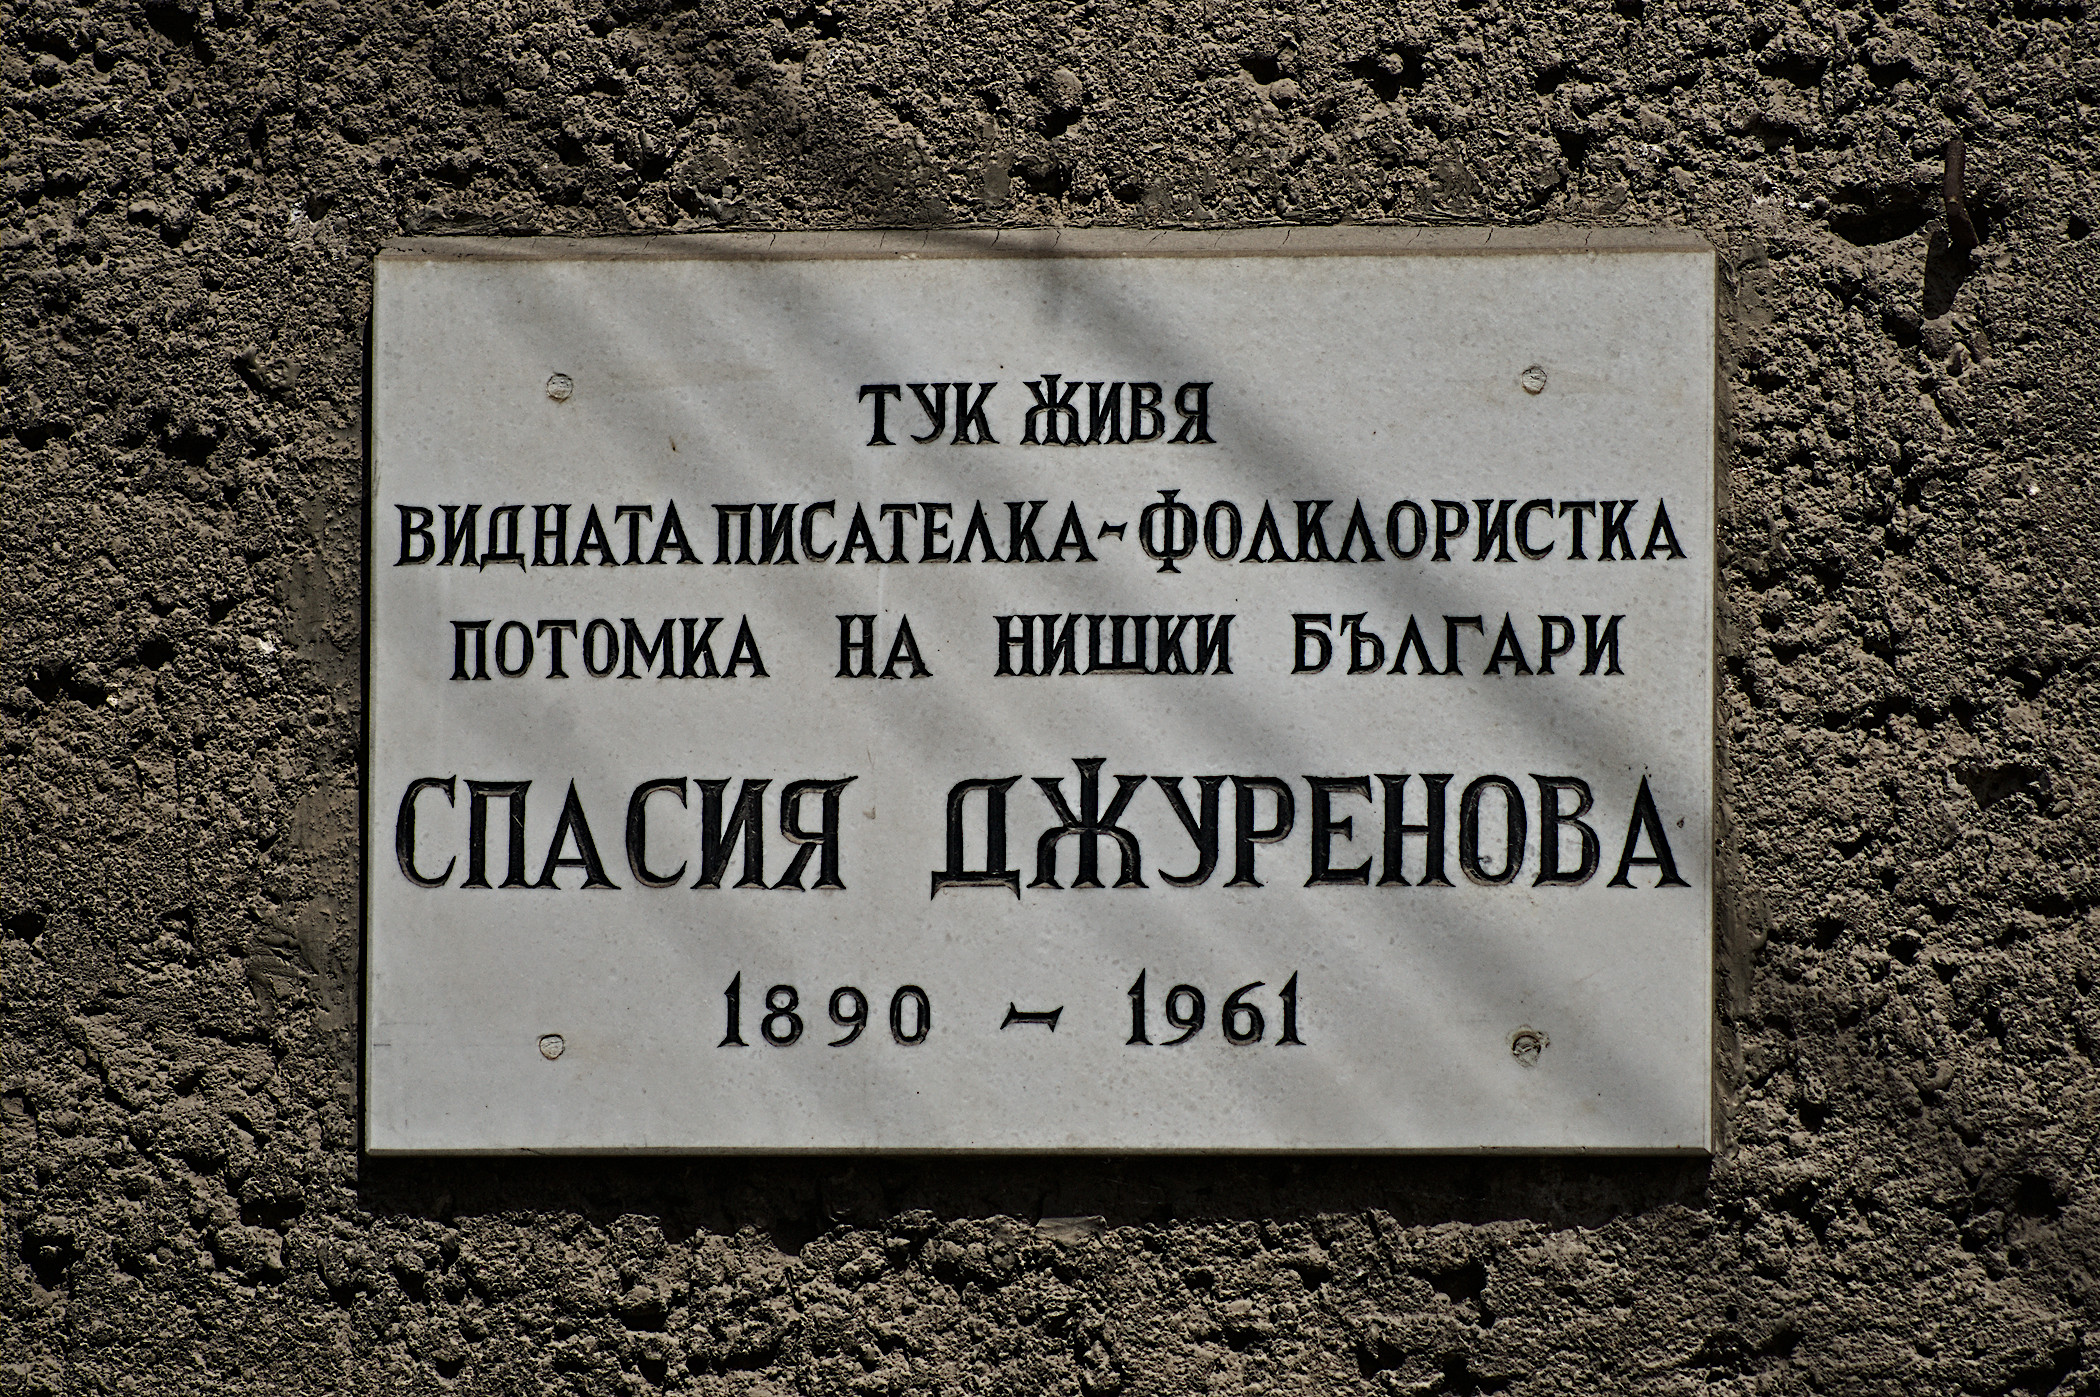 ТУК ЖИВЯ
ВИДНАТА ПИСАТЕЛКА-ФОЛКЛОРИСТКА
ПОТОМКА НА НИШКИ БЪЛГАРИ
СПАСИЯ ДЖУРЕНОВА
1890 - 1961